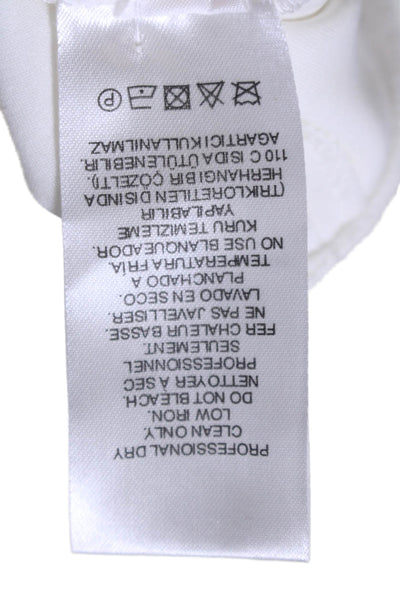 PROFESSIONAL DRY
CLEAN ONLY.
LOW IRON.
DO NOT BLEACH.
NETTOYER A SEC
PROFESSIONNEL
SEULEMENT.
FER CHALEUR BASSE.
NE PAS JAVELLISER.
LAVADO EN SECO.
PLANCHADO A
TEMPERATURA FRÍA.
NO USE BLANQUEADOR.
KURU TEMIZLEME
YAPILABILIR
(TRIKLORETILEN DISINDA
HERHANGI BIR ÇÖZELTI).
110 C ISIDA ÜTÜLENEBILIR.
AGARTICI KULLANILMAZ
P